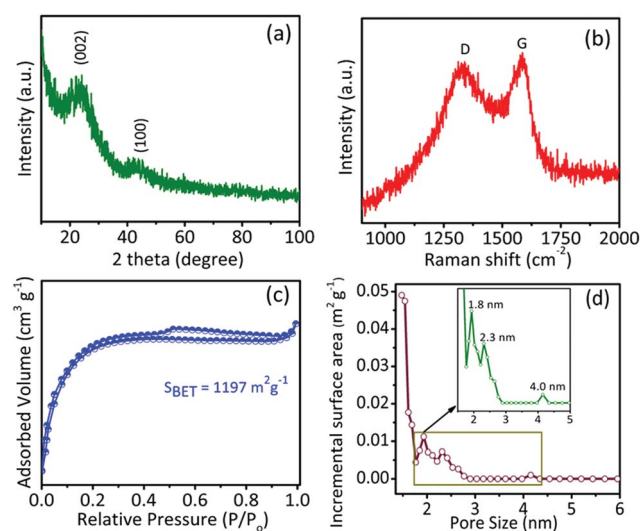 (a)
(002)
(100)
Intensity (a.u.)
20 40 60 80 100
2 theta (degree)
(b)
D G
Intensity (a.u.)
1000 1250 1500 1750 2000
Raman shift (cm⁻¹)
(c)
S_BET = 1197 m²g⁻¹
Adsorbed Volume (cm³ g⁻¹)
0.0 0.2 0.4 0.6 0.8 1.0
Relative Pressure (P/Pₒ)
(d)
Incremental surface area (m² g⁻¹)
0.05
0.04
0.03
0.02
0.01
0.00
1.8 nm
2.3 nm
4.0 nm
2 3 4 5
2 3 4 5 6
Pore Size (nm)